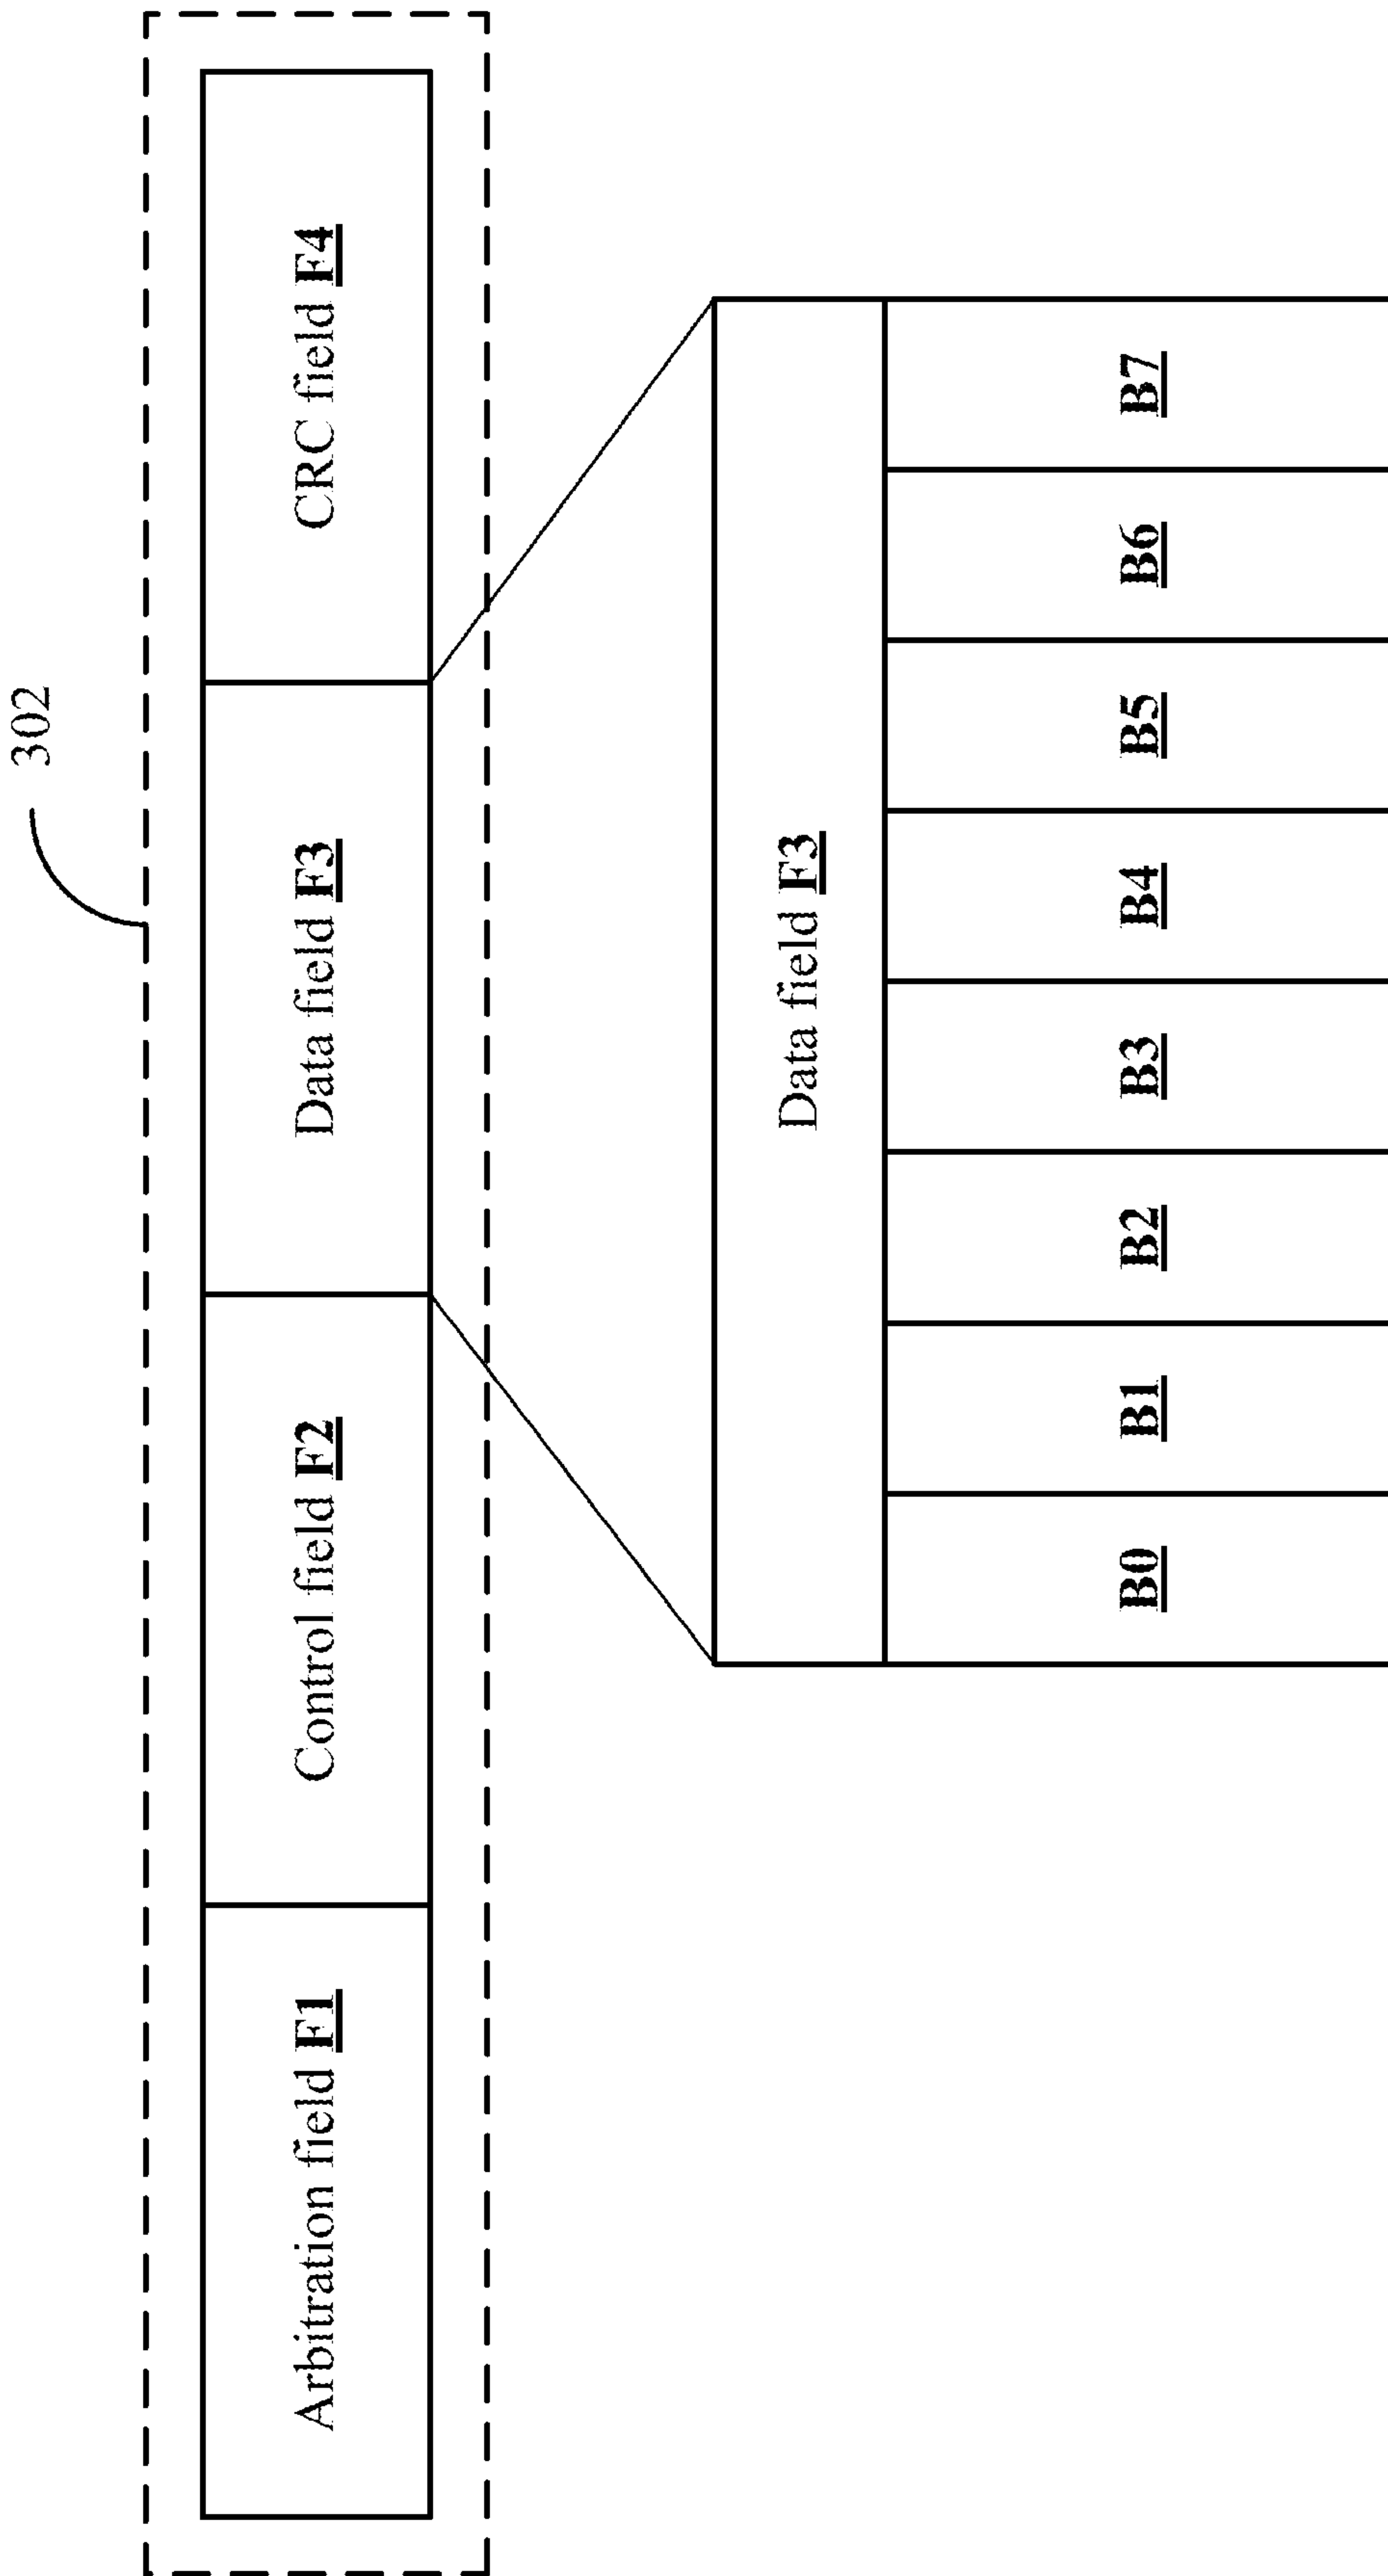 302
Arbitration field F1
Control field F2
Data field F3
CRC field F4
Data field F3
B0
B1
B2
B3
B4
B5
B6
B7